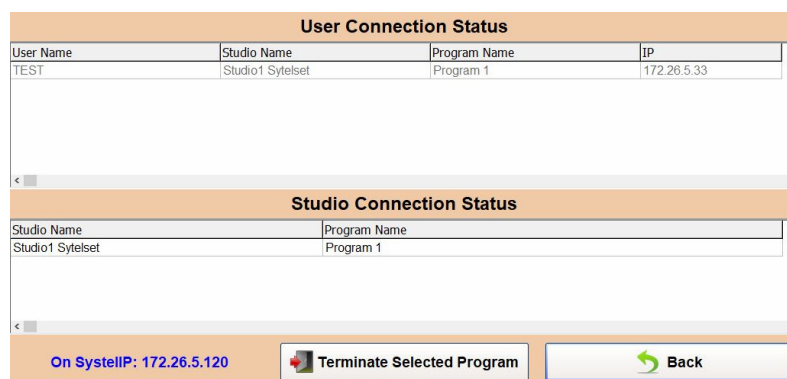 User Connection Status
User Name Studio Name Program Name IP
TEST Studio1 Sytelset Program 1 172.26.5.33
Studio Connection Status
Studio Name Program Name
Studio1 Sytelset Program 1
On SystelIP: 172.26.5.120 Terminate Selected Program Back